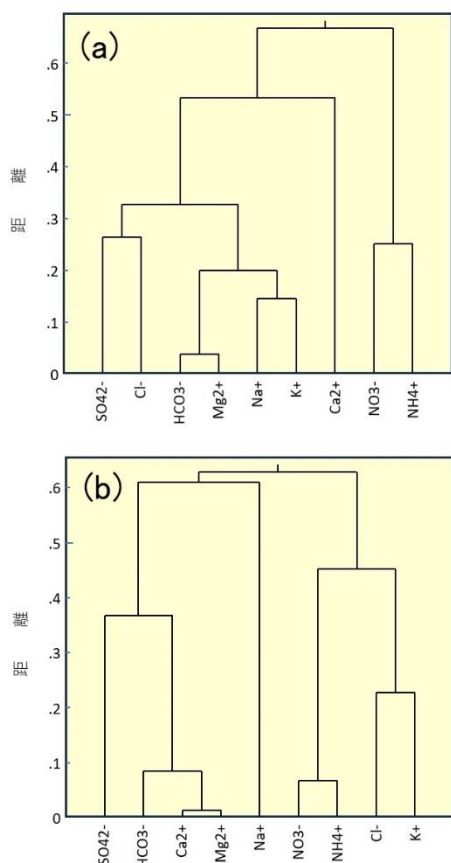 (a)
.6
.5
.4
.3
.2
.1
0
距 離
SO42-
Cl-
HCO3-
Mg2+
Na+
K+
Ca2+
NO3-
NH4+
(b)
.6
.5
.4
.3
.2
.1
0
距 離
SO42-
HCO3-
Ca2+
Mg2+
Na+
NO3-
NH4+
Cl-
K+